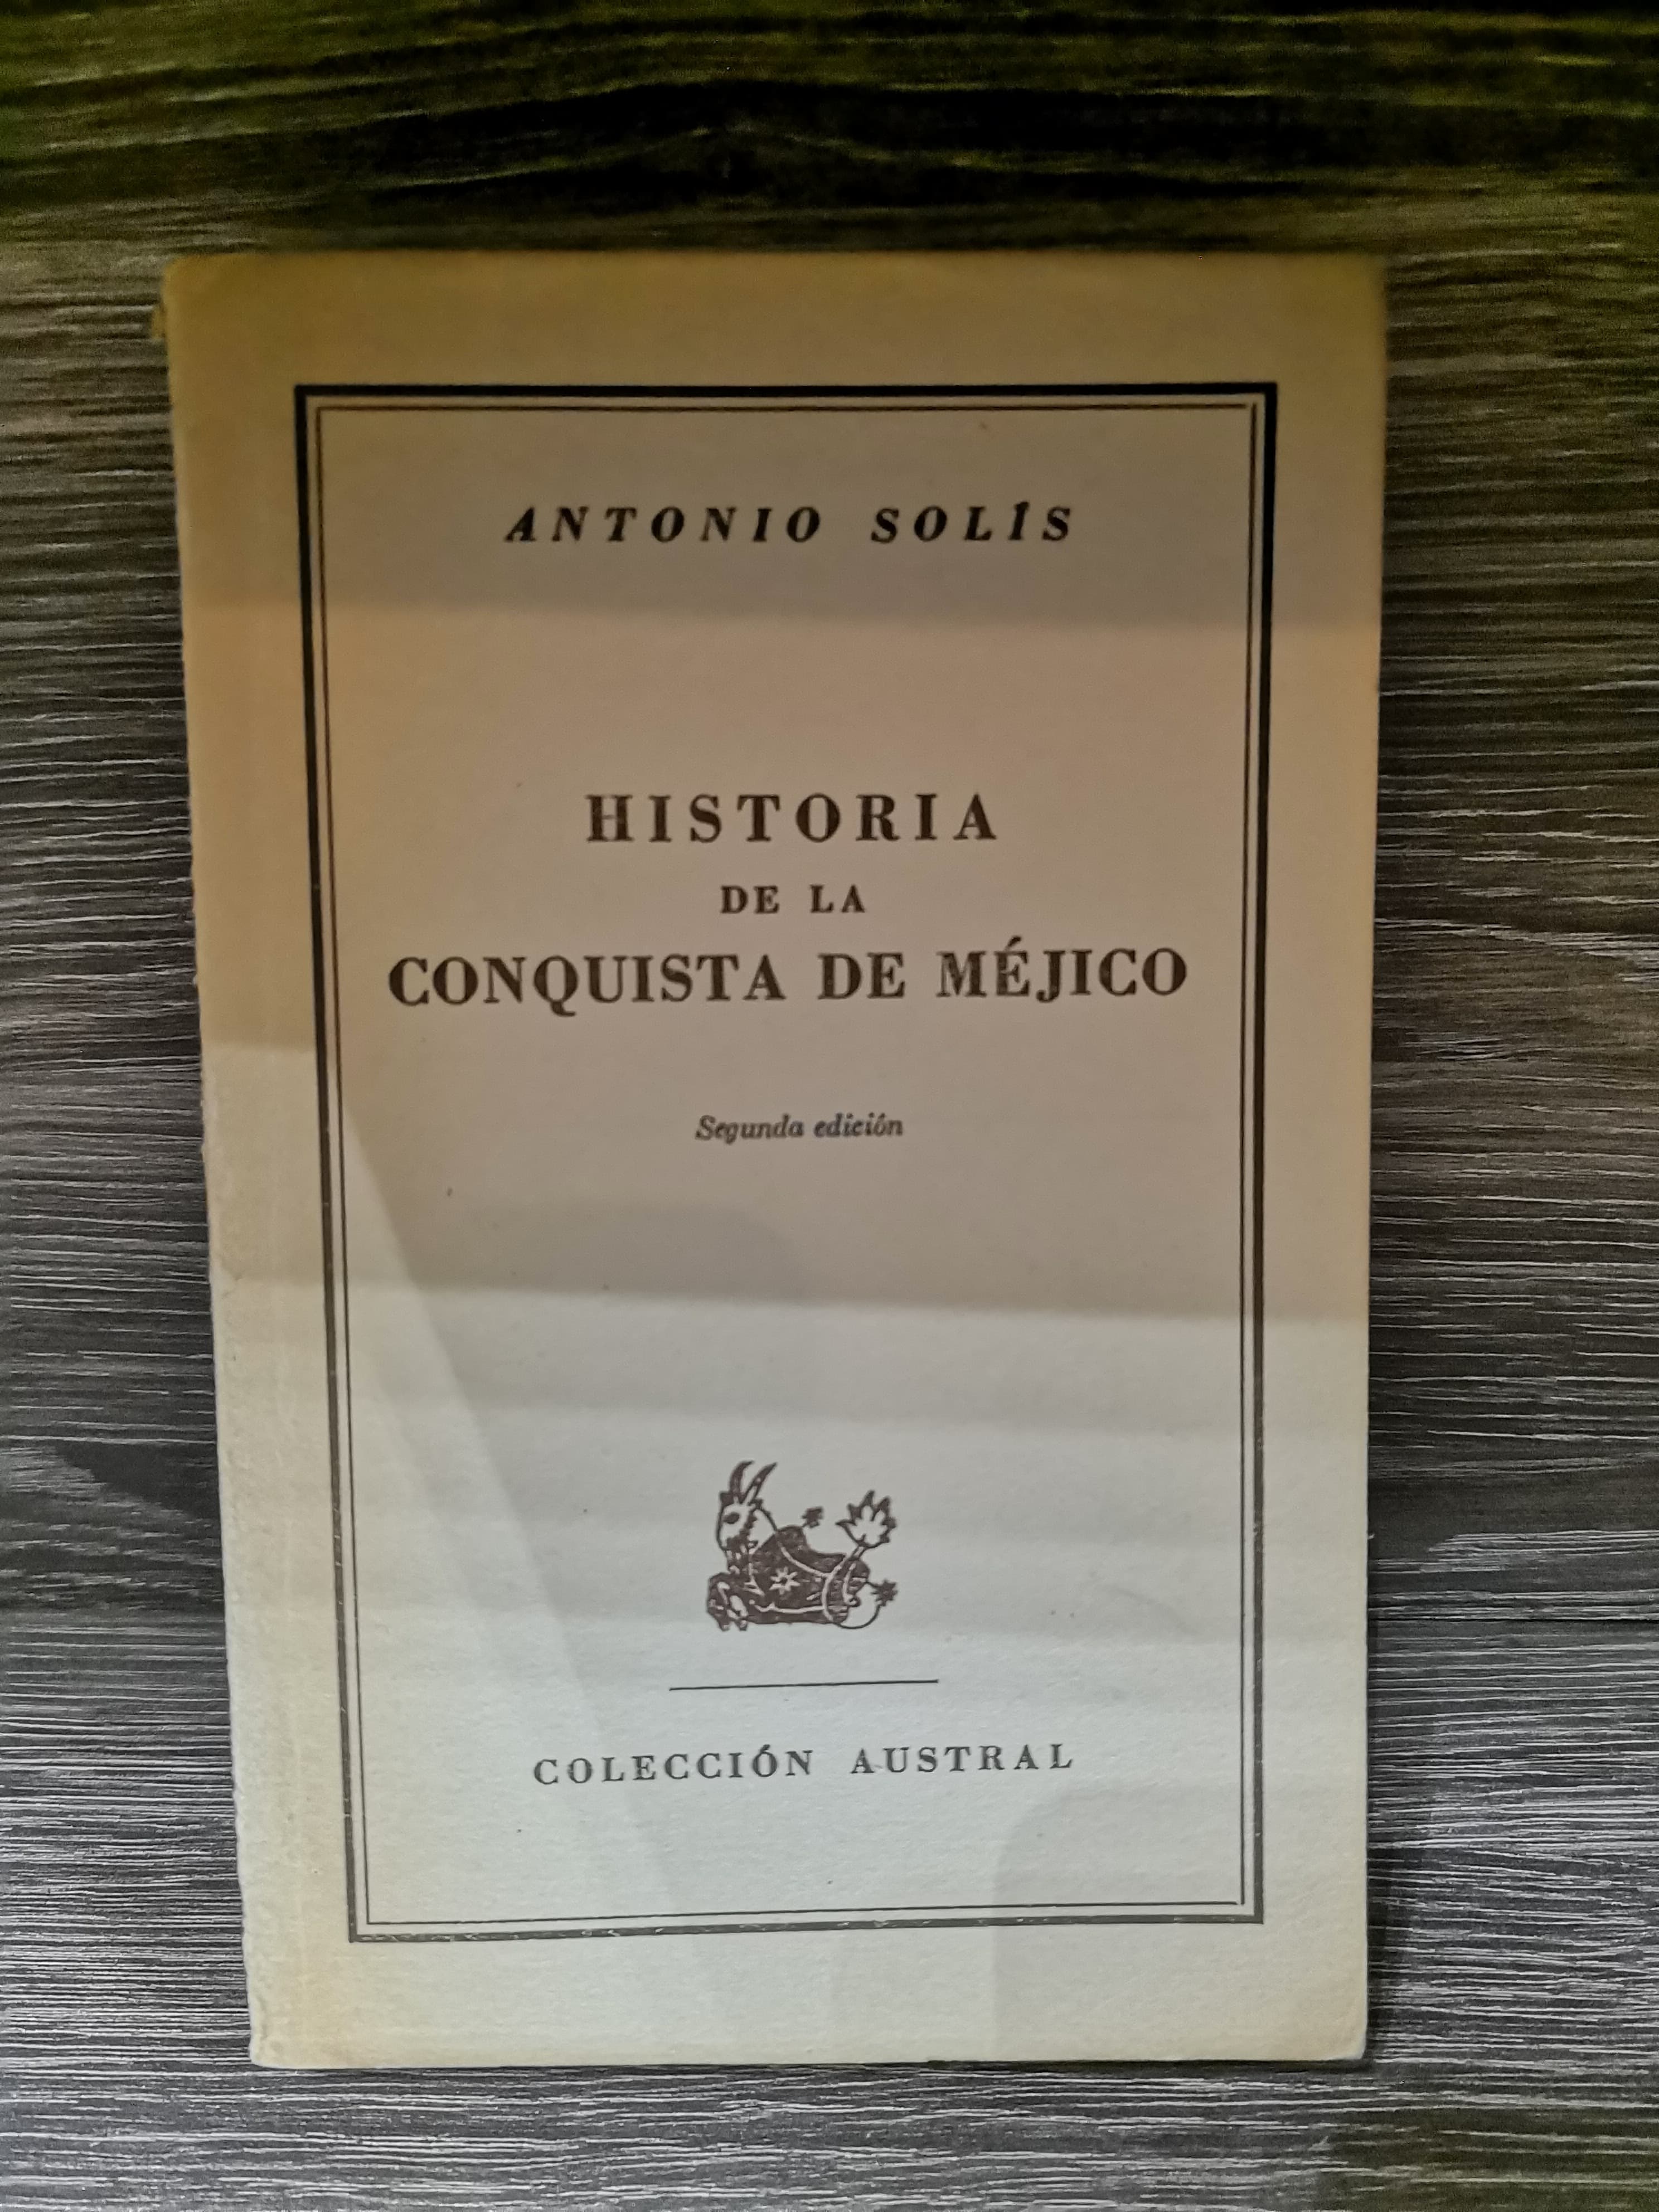 ANTONIO SOLÍS
HISTORIA
DE LA
CONQUISTA DE MÉJICO
Segunda edición
COLECCIÓN AUSTRAL